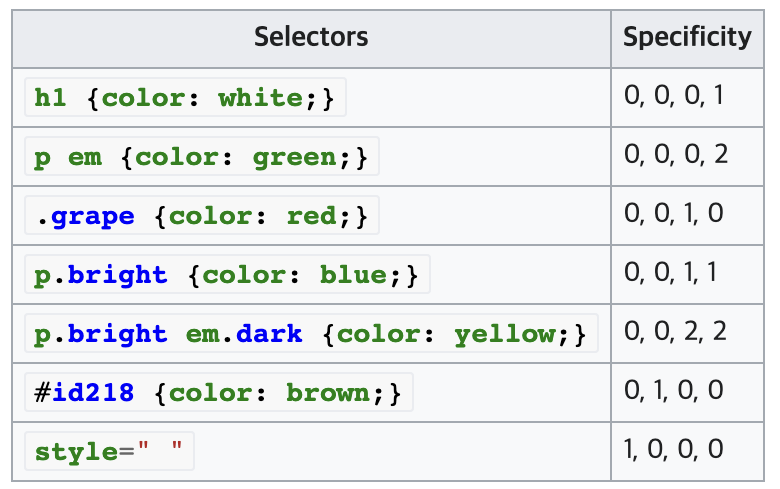 Selectors Specificity
h1 {color: white;} 0, 0, 0, 1
p em {color: green;} 0, 0, 0, 2
.grape {color: red;} 0, 0, 1, 0
p.bright {color: blue;} 0, 0, 1, 1
p.bright em.dark {color: yellow;} 0, 0, 2, 2
#id218 {color: brown;} 0, 1, 0, 0
style=" " 1, 0, 0, 0